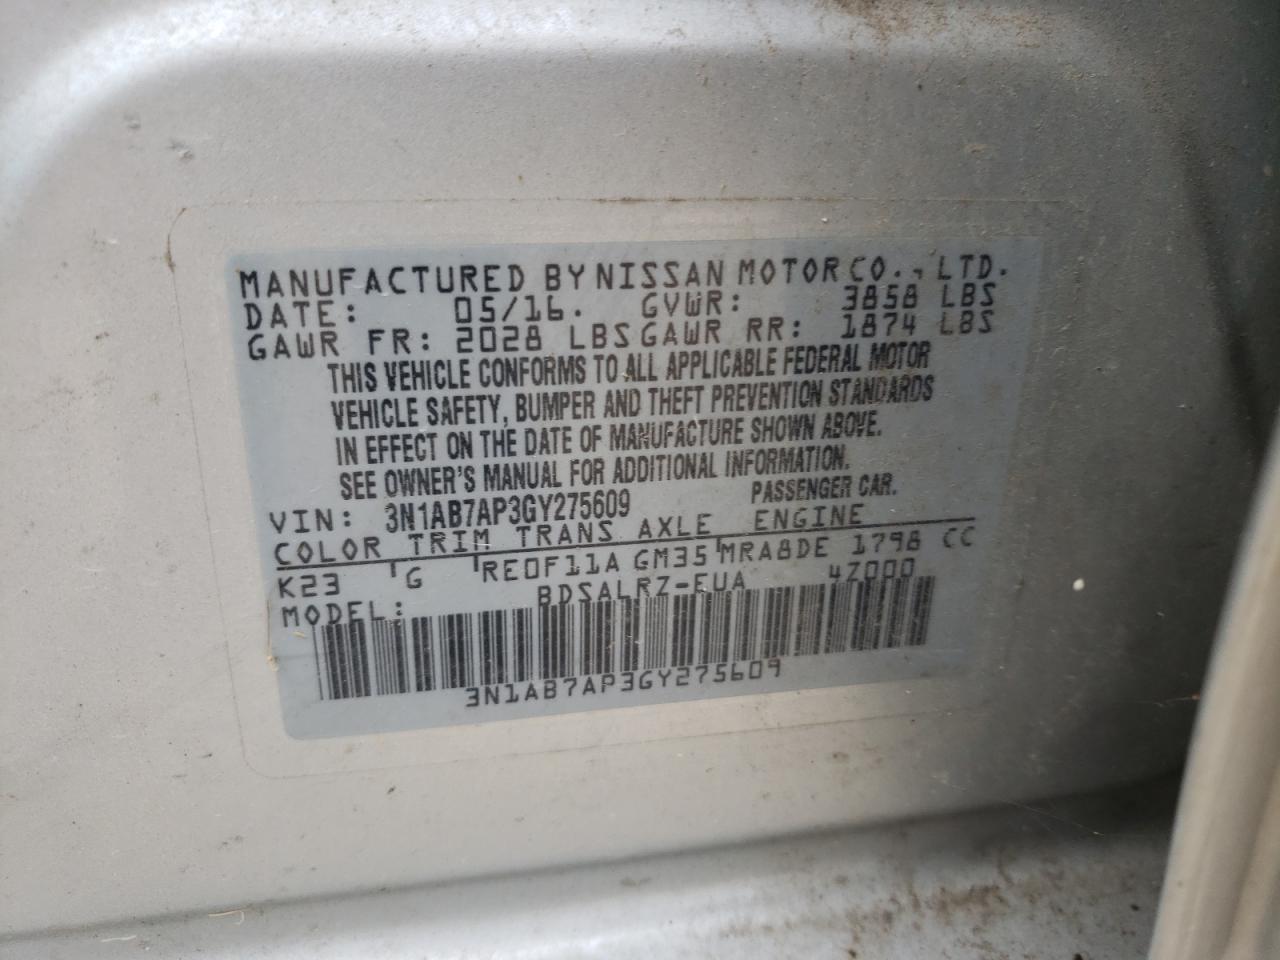 MANUFACTURED BY NISSAN MOTOR CO., LTD.
DATE: 05/16. GVWR: 3858 LBS
GAWR FR: 2028 LBS GAWR RR: 1874 LBS
THIS VEHICLE CONFORMS TO ALL APPLICABLE FEDERAL MOTOR
VEHICLE SAFETY, BUMPER AND THEFT PREVENTION STANDARDS
IN EFFECT ON THE DATE OF MANUFACTURE SHOWN ABOVE.
SEE OWNER'S MANUAL FOR ADDITIONAL INFORMATION.
VIN: 3N1AB7AP3GY275609 PASSENGER CAR.
COLOR TRIM TRANS AXLE ENGINE
K23 G RE0F11A GM35 MRA8DE 1798 CC
MODEL: BDSALRZ-EUA 4Z000
3N1AB7AP3GY275609